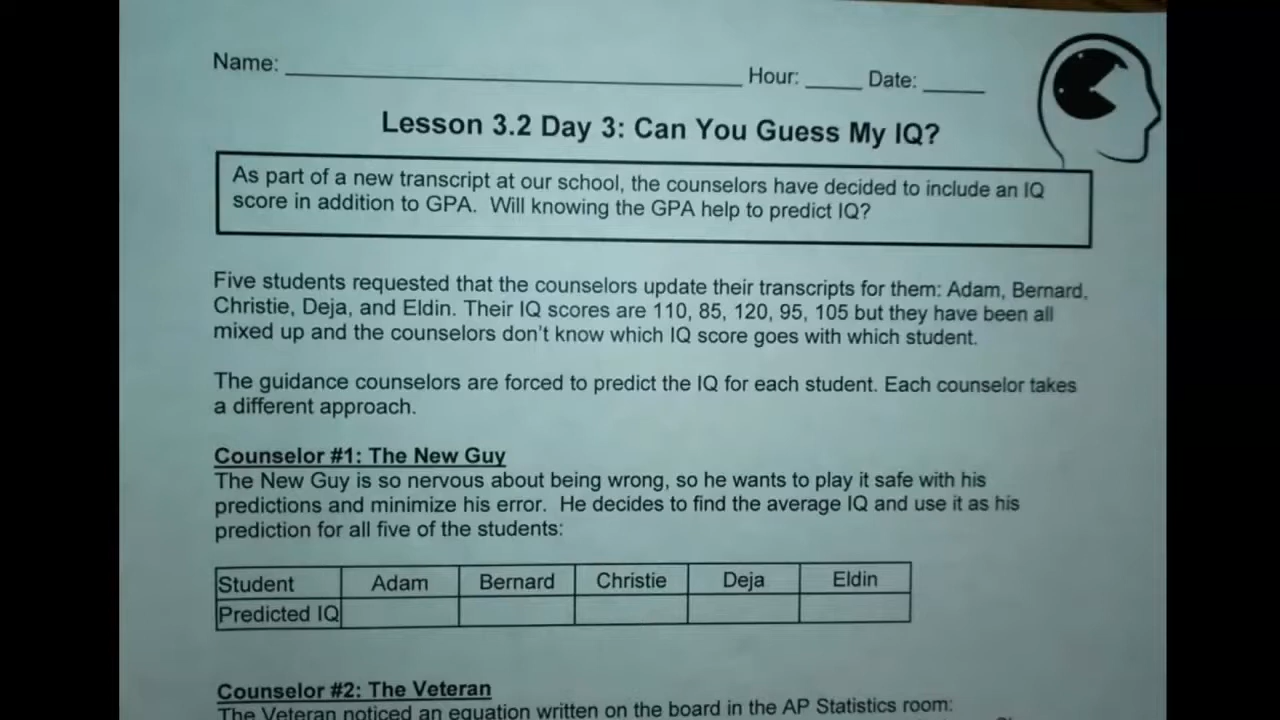 Name: ______ Hour: ____ Date: ____
Lesson 3.2 Day 3: Can You Guess My IQ?
As part of a new transcript at our school, the counselors have decided to include an IQ
score in addition to GPA. Will knowing the GPA help to predict IQ?
Five students requested that the counselors update their transcripts for them: Adam, Bernard,
Christie, Deja, and Eldin. Their IQ scores are 110, 85, 120, 95, 105 but they have been all
mixed up and the counselors don't know which IQ score goes with which student.
The guidance counselors are forced to predict the IQ for each student. Each counselor takes
a different approach.
Counselor #1: The New Guy
The New Guy is so nervous about being wrong, so he wants to play it safe with his
predictions and minimize his error. He decides to find the average IQ and use it as his
prediction for all five of the students:
Student Adam Bernard Christie Deja Eldin
Predicted IQ
Counselor #2: The Veteran
The Veteran noticed an equation written on the board in the AP Statistics room: